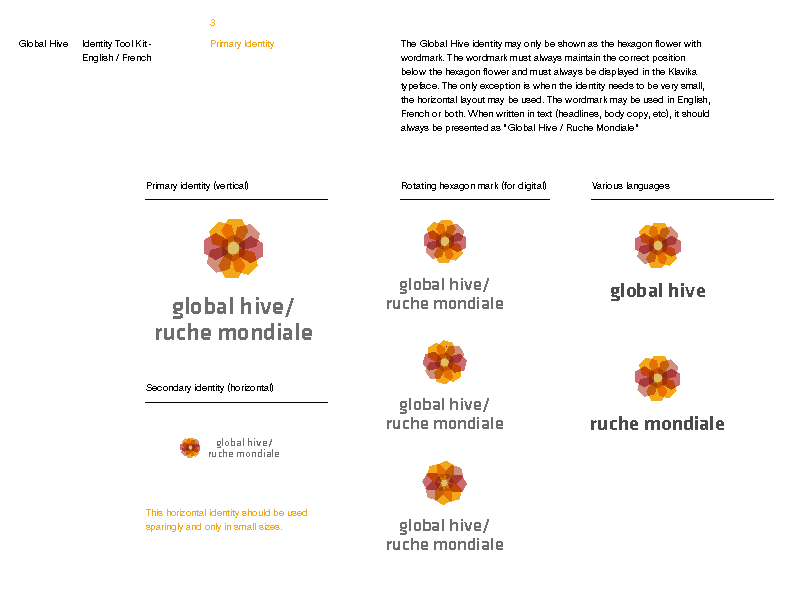 3
Global Hive
Identity Tool Kit -
English / French
Primary Identity
The Global Hive identity may only be shown as the hexagon flower with
wordmark. The wordmark must always maintain the correct position
below the hexagon flower and must always be displayed in the Klavika
typeface. The only exception is when the identity needs to be very small,
the horizontal layout may be used. The wordmark may be used in English,
French or both. When written in text (headlines, body copy, etc), it should
always be presented as "Global Hive / Ruche Mondiale"
Primary identity (vertical)
global hive/
ruche mondiale
Secondary identity (horizontal)
global hive/
ruche mondiale
This horizontal identity should be used
sparingly and only in small sizes.
Rotating hexagon mark (for digital)
global hive/
ruche mondiale
global hive/
ruche mondiale
global hive/
ruche mondiale
Various languages
global hive
ruche mondiale